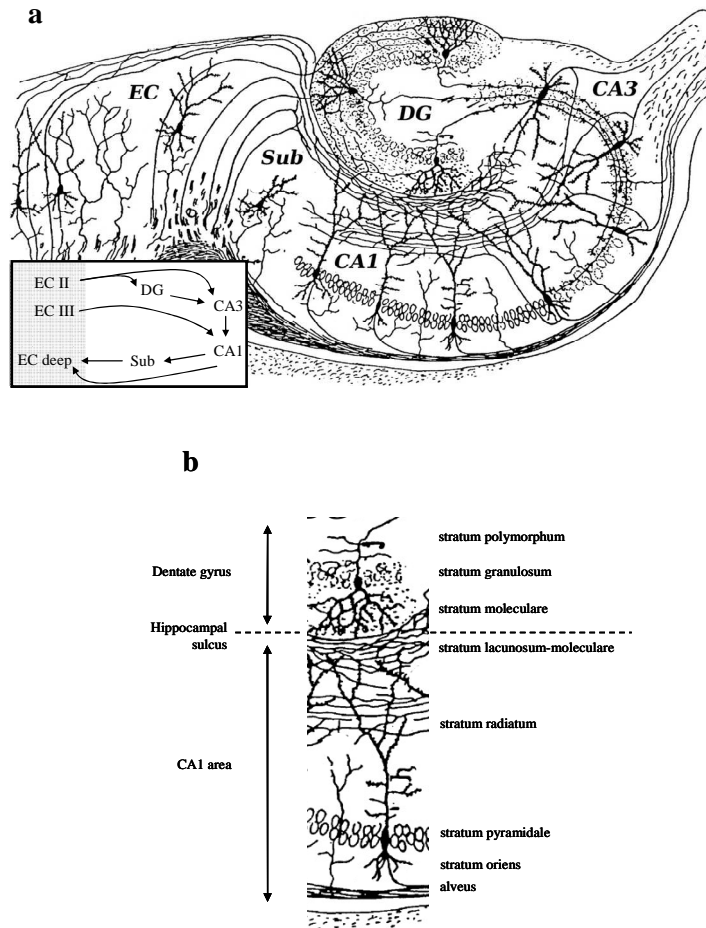 a
EC
DG
CA3
Sub
CA1
EC II
DG
EC III
CA3
CA1
EC deep
Sub
b
stratum polymorphum
Dentate gyrus
stratum granulosum
stratum moleculare
Hippocampal
sulcus
stratum lacunosum-moleculare
stratum radiatum
CA1 area
stratum pyramidale
stratum oriens
alveus